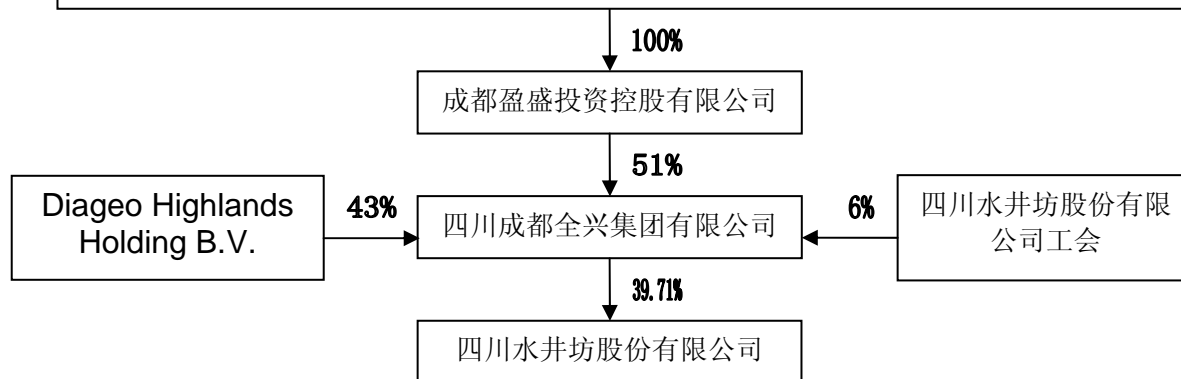 100%
成都盈盛投资控股有限公司
51%
Diageo Highlands
Holding B.V.
43%
四川成都全兴集团有限公司
6%
四川水井坊股份有限
公司工会
39.71%
四川水井坊股份有限公司